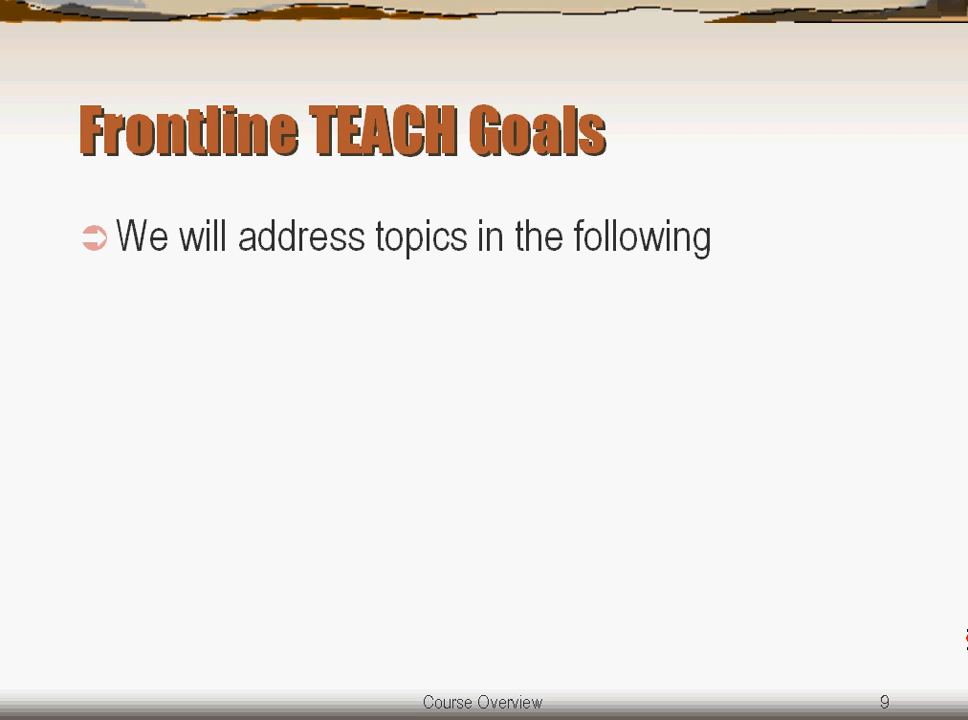 Frontline TEACH Goals
We will address topics in the following
Course Overview
9